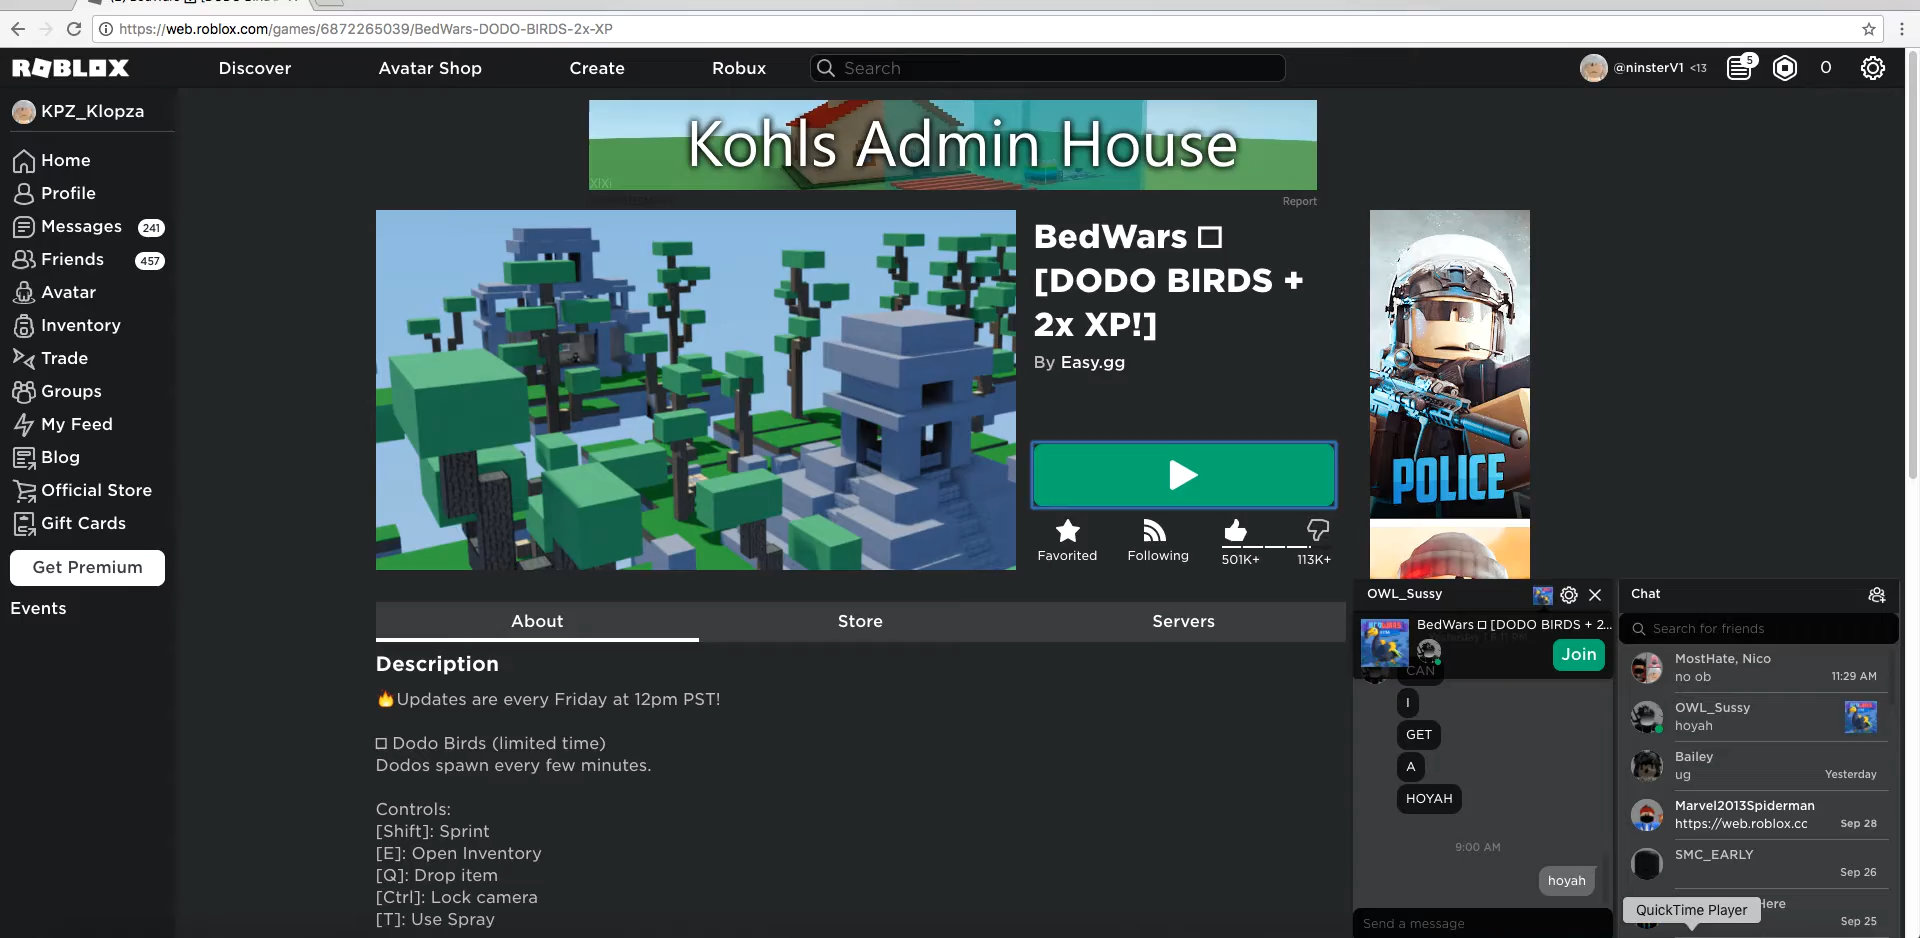 https://web.roblox.com/games/6872265039/BedWars-DODO-BIRDS-2x-XP
ROBLOX
Discover
Avatar Shop
Create
Robux
Search
@ninsterV1 <13
5
0
KPZ_Klopza
Home
Profile
Messages 241
Friends 457
Avatar
Inventory
Trade
Groups
My Feed
Blog
Official Store
Gift Cards
Get Premium
Events
Kohls Admin House
XIXi
Report
BedWars □
[DODO BIRDS +
2x XP!]
By Easy.gg
Favorited
Following
501K+
113K+
POLICE
About
Store
Servers
Description
🔥Updates are every Friday at 12pm PST!
□ Dodo Birds (limited time)
Dodos spawn every few minutes.
Controls:
[Shift]: Sprint
[E]: Open Inventory
[Q]: Drop item
[Ctrl]: Lock camera
[T]: Use Spray
OWL_Sussy
BedWars □ [DODO BIRDS + 2...
Join
CAN
I
GET
A
HOYAH
9:00 AM
hoyah
Send a message
Chat
Search for friends
MostHate, Nico
no ob 11:29 AM
OWL_Sussy
hoyah
Bailey
ug Yesterday
Marvel2013Spiderman
https://web.roblox.cc Sep 28
SMC_EARLY
Sep 26
Here
QuickTime Player
Sep 25